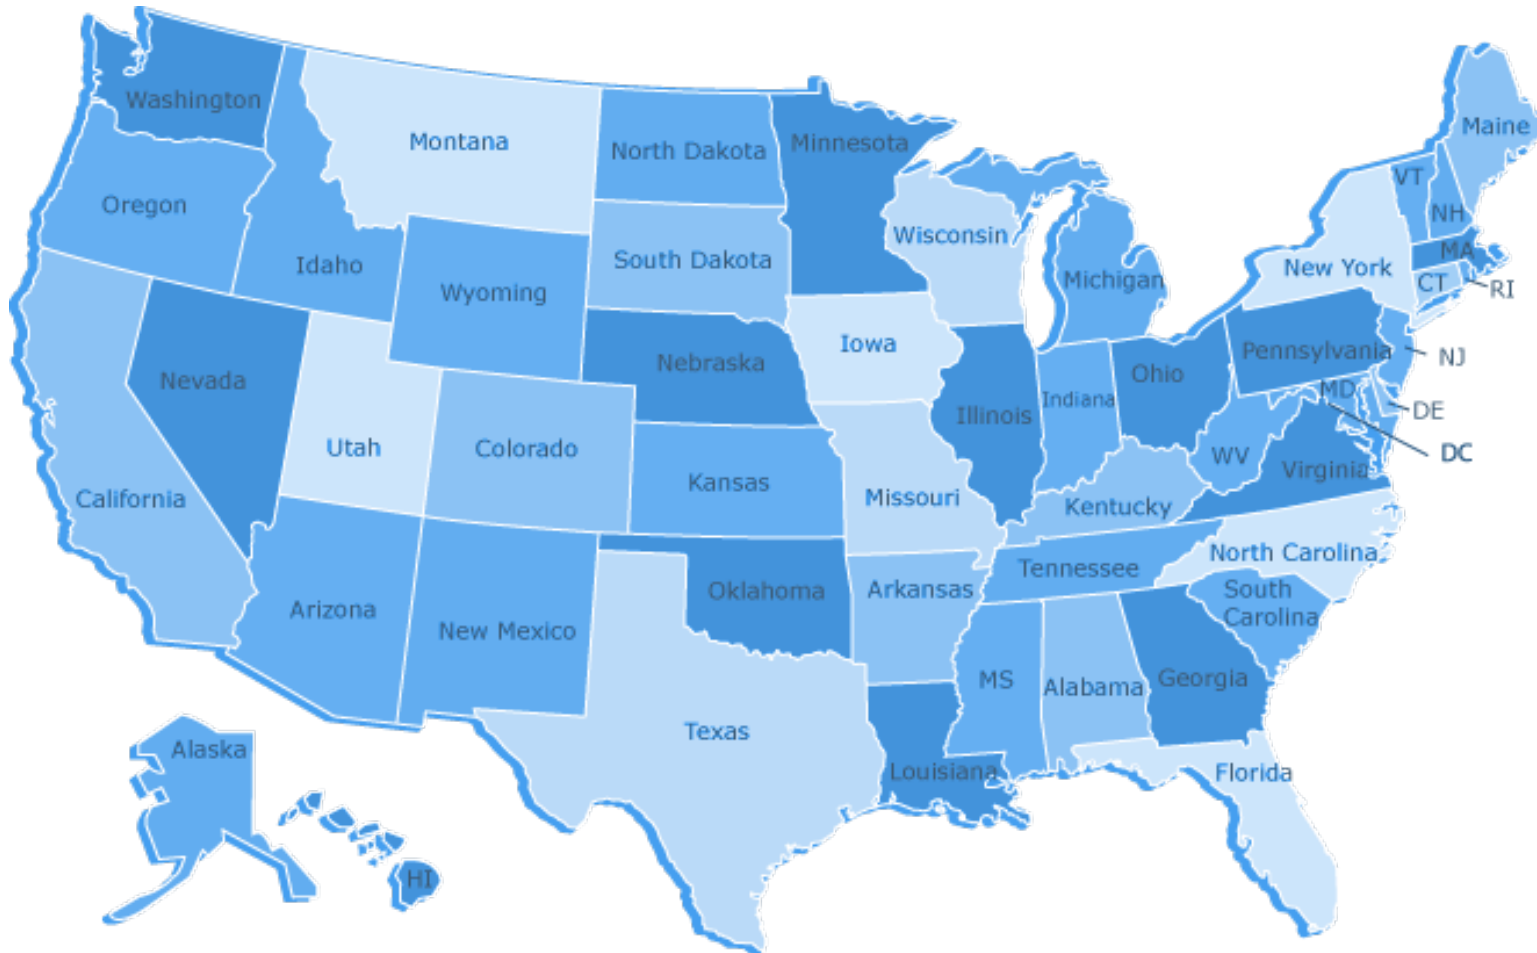 Washington
Montana
North Dakota
Minnesota
Maine
VT
NH
Oregon
Idaho
South Dakota
Wisconsin
MA
Wyoming
Michigan
New York
CT
RI
Nevada
Nebraska
Iowa
Ohio
Pennsylvania
NJ
Utah
Colorado
Illinois
Indiana
MD
DE
DC
California
Kansas
Missouri
WV
Virginia
Kentucky
Arizona
New Mexico
Oklahoma
Arkansas
Tennessee
North Carolina
South
Carolina
Texas
MS
Alabama
Georgia
Alaska
Louisiana
Florida
HI